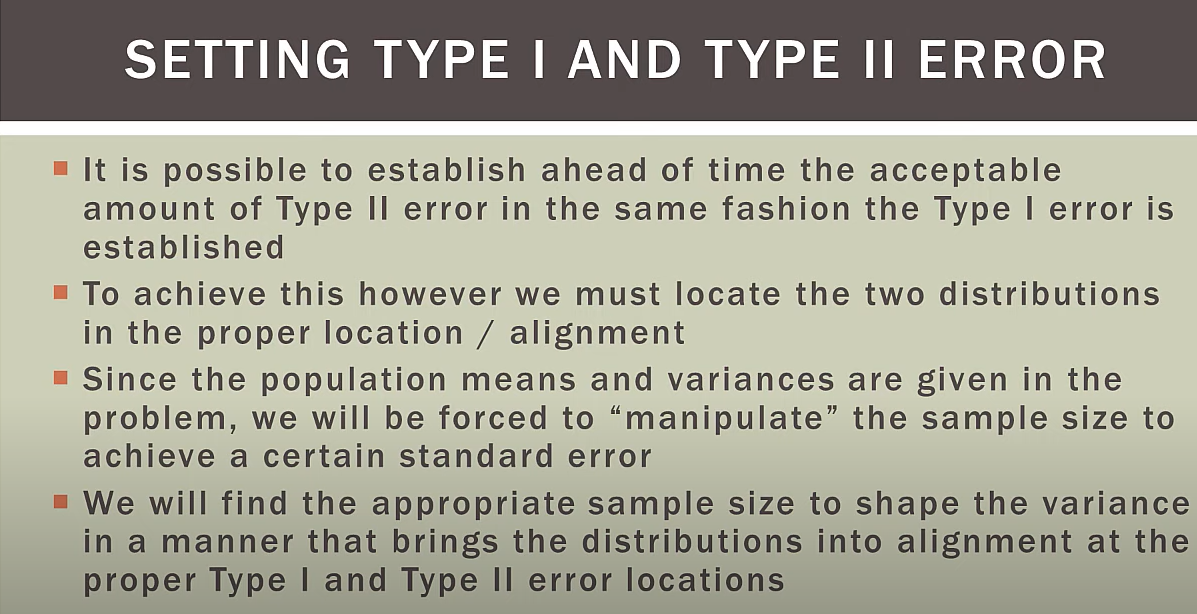 SETTING TYPE I AND TYPE II ERROR
It is possible to establish ahead of time the acceptable
amount of Type II error in the same fashion the Type I error is
established
To achieve this however we must locate the two distributions
in the proper location / alignment
Since the population means and variances are given in the
problem, we will be forced to “manipulate” the sample size to
achieve a certain standard error
We will find the appropriate sample size to shape the variance
in a manner that brings the distributions into alignment at the
proper Type I and Type II error locations